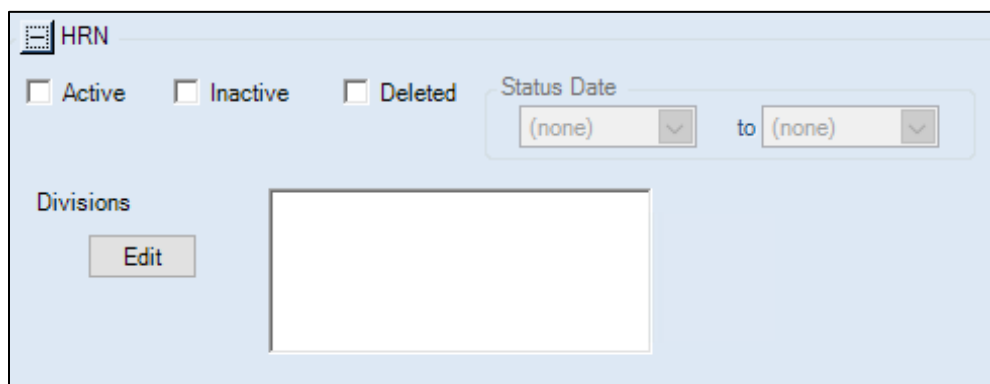 HRN
Active Inactive Deleted Status Date
(none) to (none)
Divisions
Edit